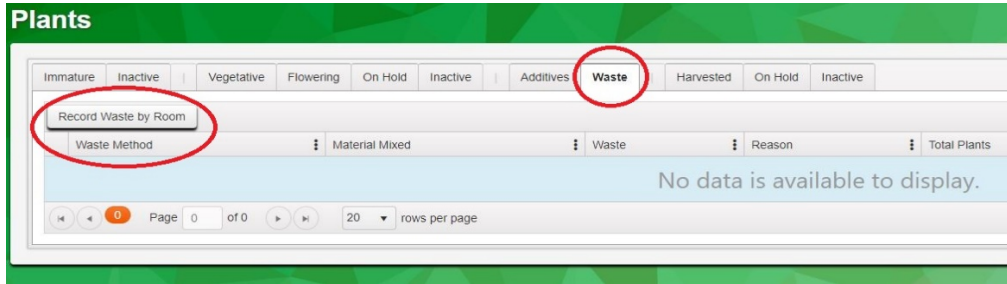 Plants
Immature Inactive Vegetative Flowering On Hold Inactive Additives Waste Harvested On Hold Inactive
Record Waste by Room
Waste Method Material Mixed Waste Reason Total Plants
No data is available to display.
0 Page 0 of 0 20 rows per page